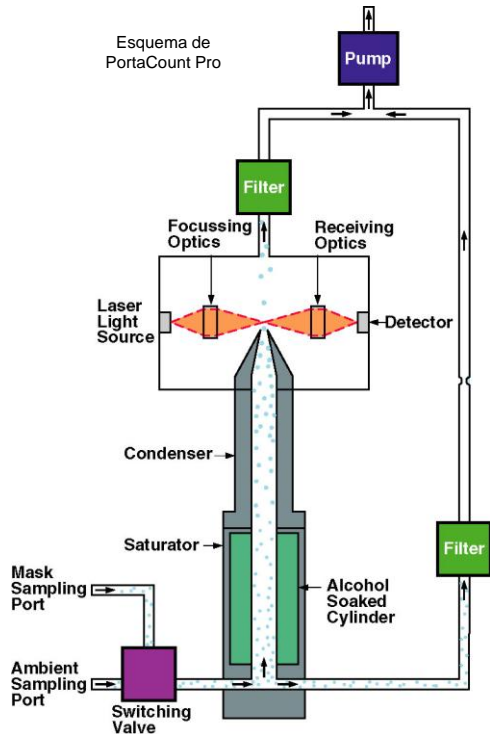 Esquema de
PortaCount Pro
Pump
Filter
Focussing
Optics
Receiving
Optics
Laser
Light
Source
Detector
Condenser
Saturator
Filter
Mask
Sampling
Port
Alcohol
Soaked
Cylinder
Ambient
Sampling
Port
Switching
Valve